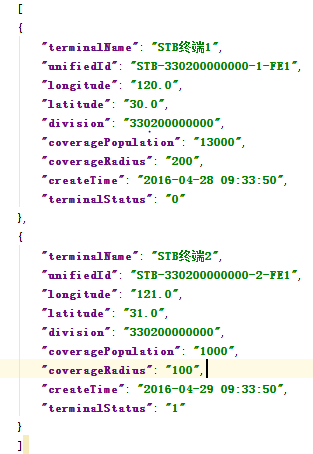 [
{
"terminalName": "STB终端1",
"unifiedId": "STB-330200000000-1-FE1",
"longitude": "120.0",
"latitude": "30.0",
"division": "330200000000",
"coveragePopulation": "13000",
"coverageRadius": "200",
"createTime": "2016-04-28 09:33:50",
"terminalStatus": "0"
},
{
"terminalName": "STB终端2",
"unifiedId": "STB-330200000000-2-FE1",
"longitude": "121.0",
"latitude": "31.0",
"division": "330200000000",
"coveragePopulation": "1000",
"coverageRadius": "100",
"createTime": "2016-04-29 09:33:50",
"terminalStatus": "1"
}
]